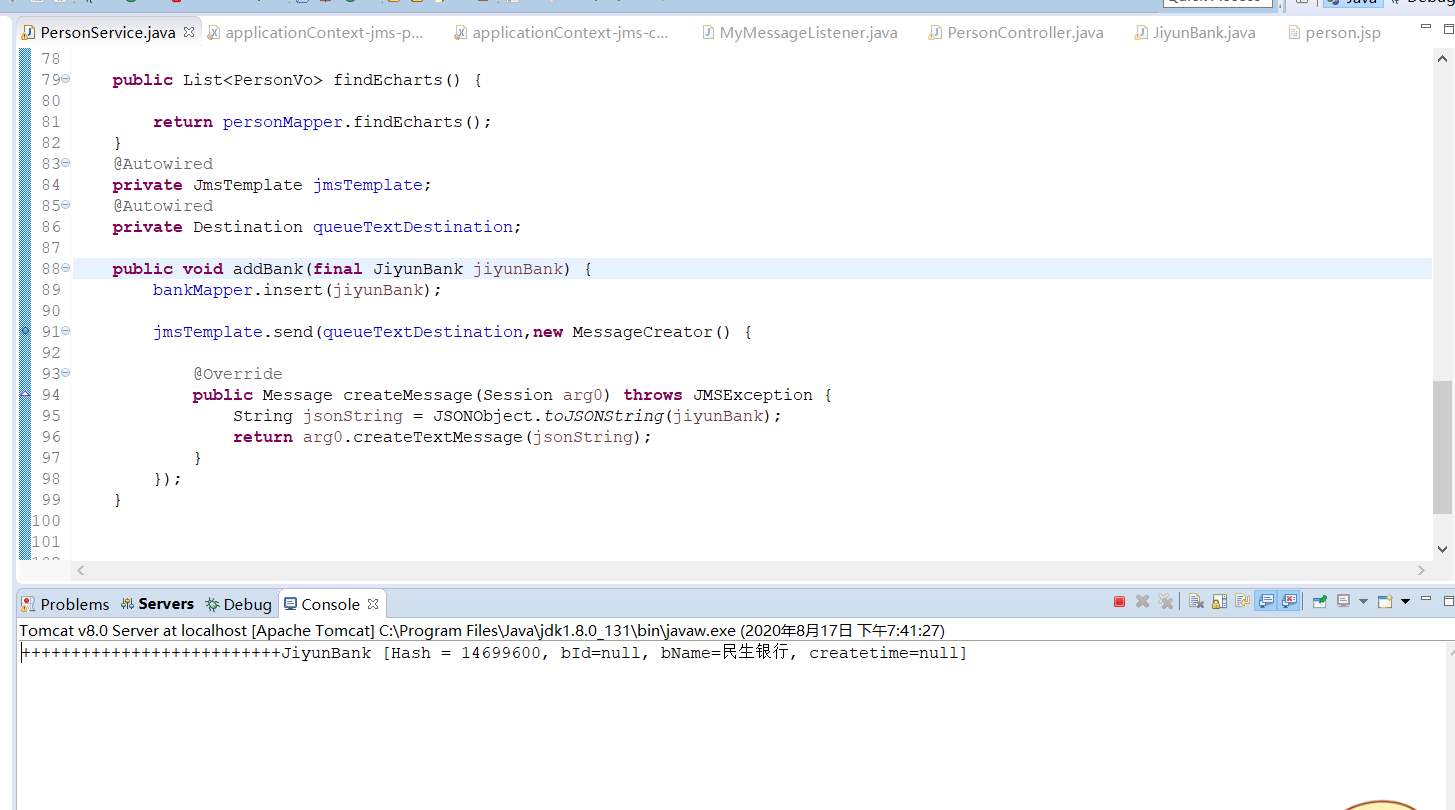 Java
PersonService.java applicationContext-jms-p... applicationContext-jms-c... MyMessageListener.java PersonController.java JiyunBank.java person.jsp
78
79 public List<PersonVo> findEcharts() {
80
81 return personMapper.findEcharts();
82 }
83 @Autowired
84 private JmsTemplate jmsTemplate;
85 @Autowired
86 private Destination queueTextDestination;
87
88 public void addBank(final JiyunBank jiyunBank) {
89 bankMapper.insert(jiyunBank);
90
91 jmsTemplate.send(queueTextDestination,new MessageCreator() {
92
93 @Override
94 public Message createMessage(Session arg0) throws JMSException {
95 String jsonString = JSONObject.toJSONString(jiyunBank);
96 return arg0.createTextMessage(jsonString);
97 }
98 });
99 }
100
101
Problems Servers Debug Console
Tomcat v8.0 Server at localhost [Apache Tomcat] C:\Program Files\Java\jdk1.8.0_131\bin\javaw.exe (2020年8月17日 下午7:41:27)
++++++++++++++++++++++++++JiyunBank [Hash = 14699600, bId=null, bName=民生银行, createtime=null]